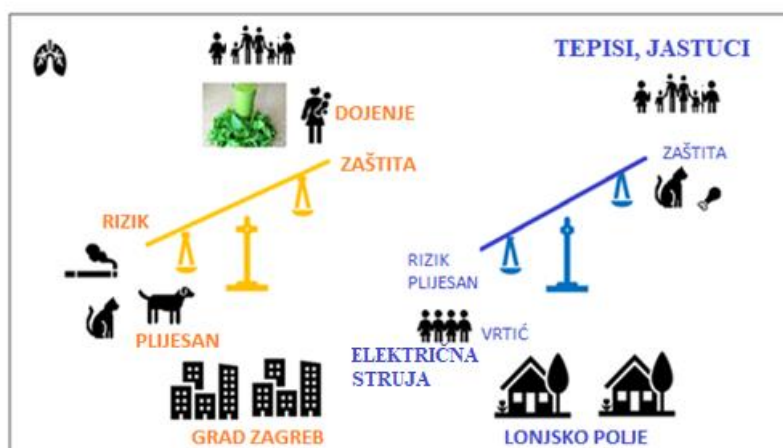 TEPISI, JASTUCI
DOJENJE
ZAŠTITA
RIZIK
PLIJESAN
GRAD ZAGREB
ZAŠTITA
RIZIK
PLIJESAN
VRTIĆ
ELEKTRIČNA
STRUJA
LONJSKO POLJE